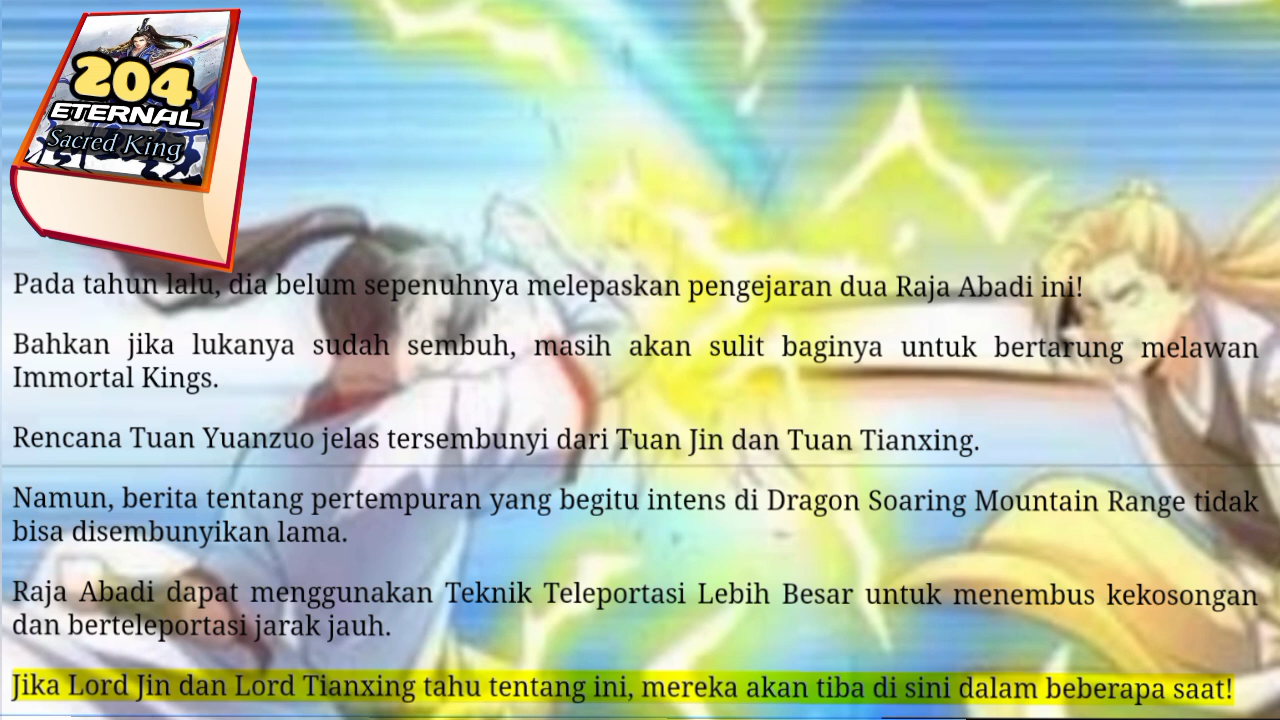 204
ETERNAL
Sacred King
Pada tahun lalu, dia belum sepenuhnya melepaskan pengejaran dua Raja Abadi ini!
Bahkan jika lukanya sudah sembuh, masih akan sulit baginya untuk bertarung melawan
Immortal Kings.
Rencana Tuan Yuanzuo jelas tersembunyi dari Tuan Jin dan Tuan Tianxing.
Namun, berita tentang pertempuran yang begitu intens di Dragon Soaring Mountain Range tidak
bisa disembunyikan lama.
Raja Abadi dapat menggunakan Teknik Teleportasi Lebih Besar untuk menembus kekosongan
dan berteleportasi jarak jauh.
Jika Lord Jin dan Lord Tianxing tahu tentang ini, mereka akan tiba di sini dalam beberapa saat!